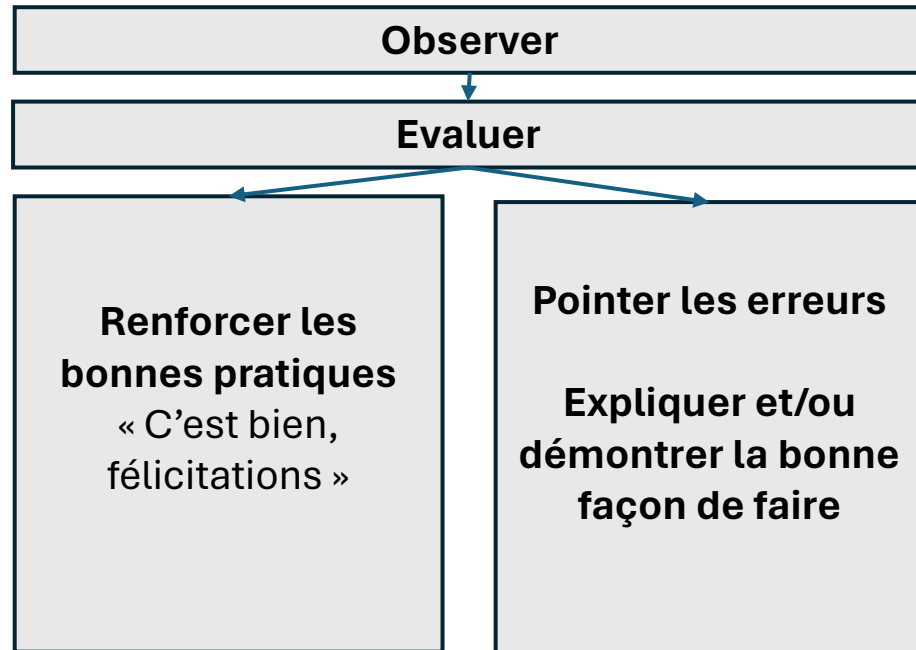 Observer
Evaluer
Renforcer les
bonnes pratiques
« C’est bien,
félicitations »
Pointer les erreurs
Expliquer et/ou
démontrer la bonne
façon de faire